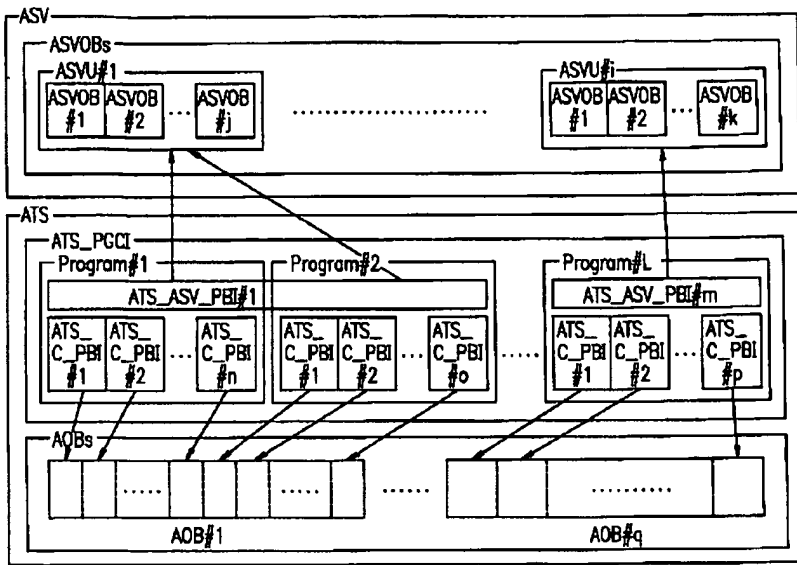 ASV
ASVOBs
ASVU#1
ASVU#i
ASVOB #1
ASVOB #2
.....
ASVOB #j
....................
ASVOB #1
ASVOB #2
...
ASVOB #k
ATS
ATS_PGCI
Program#1
Program#2
Program#L
ATS_ASV_PBI#1
ATS_ASV_PBI#m
ATS_ C_PBI #1
ATS_ C_PBI #2
...
ATS_ C_PBI #n
ATS_ C_PBI #1
ATS_ C_PBI #2
...
ATS_ C_PBI #o
......
ATS_ C_PBI #1
ATS_ C_PBI #2
...
ATS_ C_PBI #p
AOBs
.....
.....
......
..........
AOB#1
AOB#q